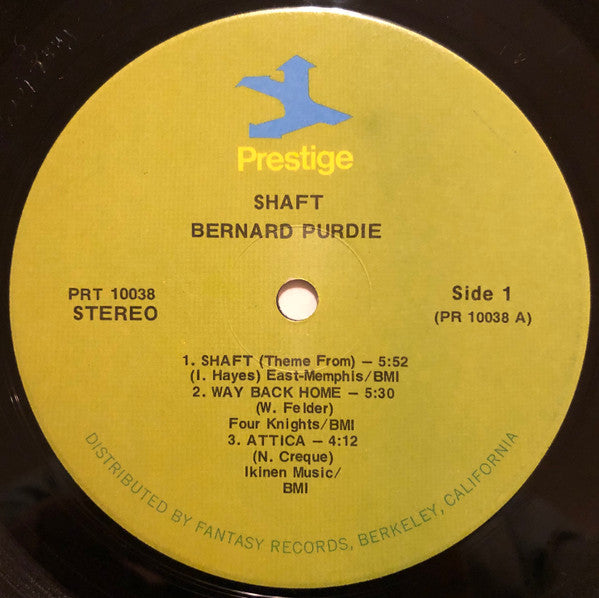 Prestige
SHAFT
BERNARD PURDIE
PRT 10038
STEREO
Side 1
(PR 10038 A)
1. SHAFT (Theme From) – 5:52
(I. Hayes) East-Memphis/BMI
2. WAY BACK HOME – 5:30
(W. Felder)
Four Knights/BMI
3. ATTICA – 4:12
(N. Creque)
Ikinen Music/
BMI
DISTRIBUTED BY FANTASY RECORDS, BERKELEY, CALIFORNIA